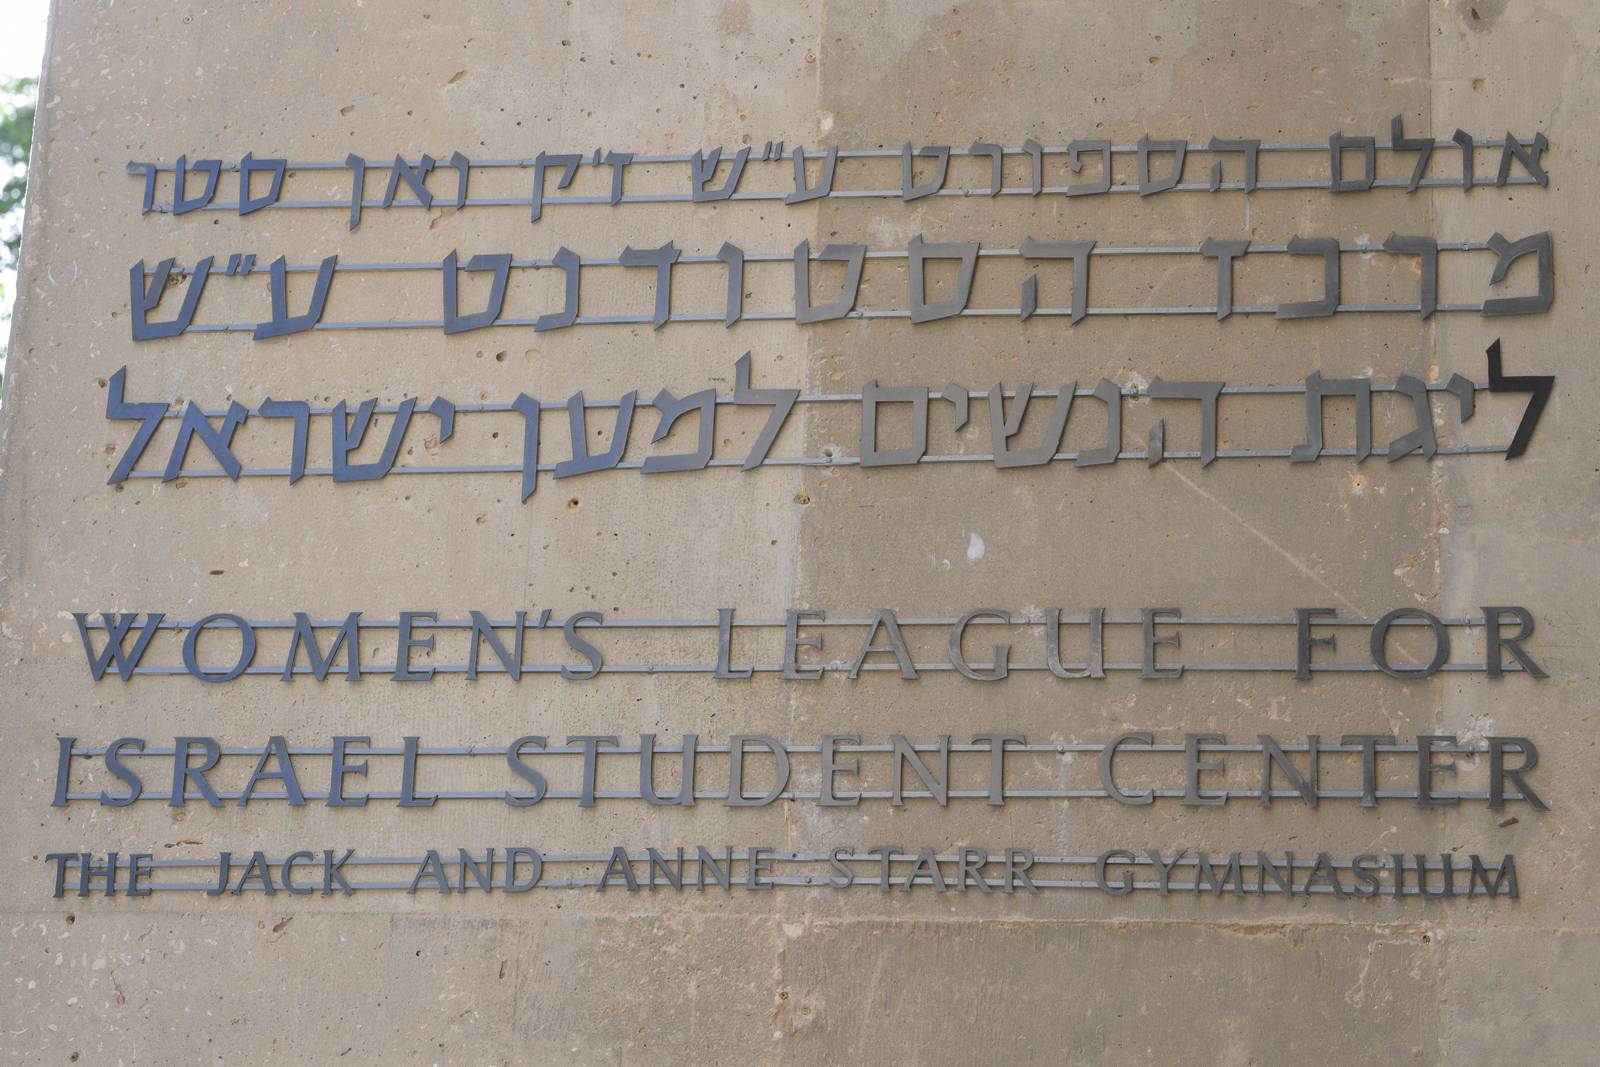 אולם הספורט ע״ש ז׳ק ואן סטר
מרכז הסטודנט ע״ש
ליגת הנשים למען ישראל
WOMEN'S LEAGUE FOR
ISRAEL STUDENT CENTER
THE JACK AND ANNE STARR GYMNASIUM